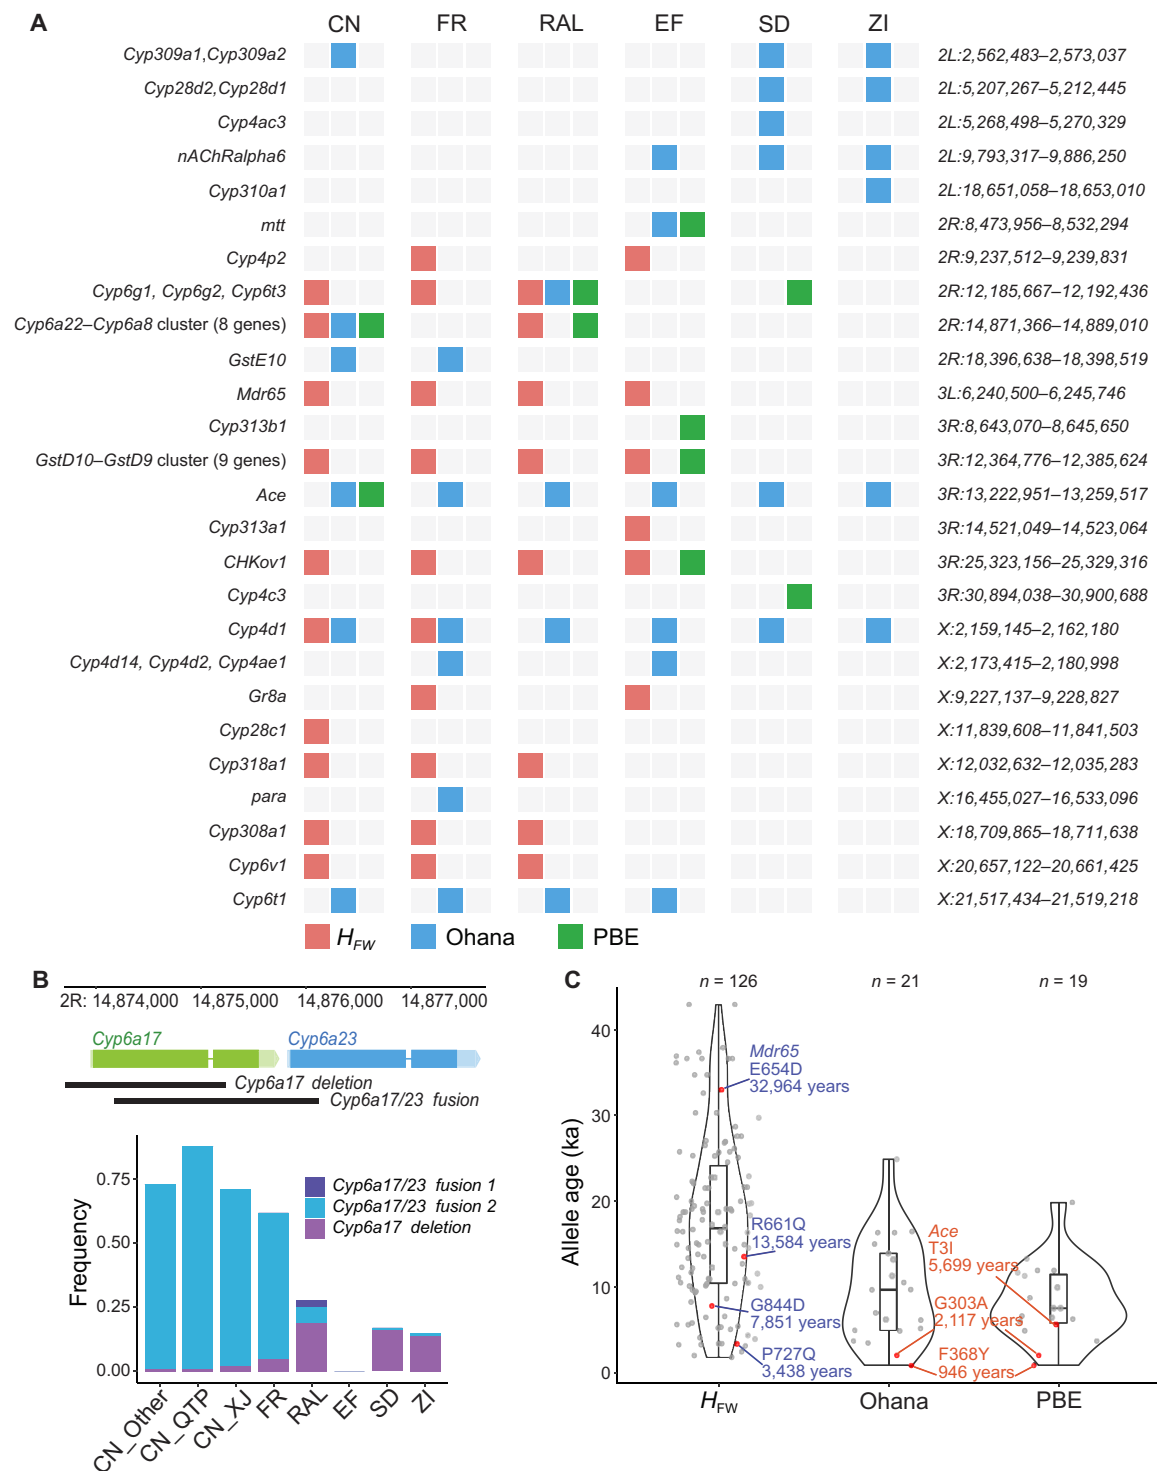 A
CN FR RAL EF SD ZI
Cyp309a1,Cyp309a2 2L:2,562,483–2,573,037
Cyp28d2,Cyp28d1 2L:5,207,267–5,212,445
Cyp4ac3 2L:5,268,498–5,270,329
nAChRalpha6 2L:9,793,317–9,886,250
Cyp310a1 2L:18,651,058–18,653,010
mtt 2R:8,473,956–8,532,294
Cyp4p2 2R:9,237,512–9,239,831
Cyp6g1, Cyp6g2, Cyp6t3 2R:12,185,667–12,192,436
Cyp6a22–Cyp6a8 cluster (8 genes) 2R:14,871,366–14,889,010
GstE10 2R:18,396,638–18,398,519
Mdr65 3L:6,240,500–6,245,746
Cyp313b1 3R:8,643,070–8,645,650
GstD10–GstD9 cluster (9 genes) 3R:12,364,776–12,385,624
Ace 3R:13,222,951–13,259,517
Cyp313a1 3R:14,521,049–14,523,064
CHKov1 3R:25,323,156–25,329,316
Cyp4c3 3R:30,894,038–30,900,688
Cyp4d1 X:2,159,145–2,162,180
Cyp4d14, Cyp4d2, Cyp4ae1 X:2,173,415–2,180,998
Gr8a X:9,227,137–9,228,827
Cyp28c1 X:11,839,608–11,841,503
Cyp318a1 X:12,032,632–12,035,283
para X:16,455,027–16,533,096
Cyp308a1 X:18,709,865–18,711,638
Cyp6v1 X:20,657,122–20,661,425
Cyp6t1 X:21,517,434–21,519,218
HFW Ohana PBE
B
2R: 14,874,000 14,875,000 14,876,000 14,877,000
Cyp6a17 Cyp6a23
Cyp6a17 deletion
Cyp6a17/23 fusion
Frequency
0.75
0.50
0.25
0.00
Cyp6a17/23 fusion 1
Cyp6a17/23 fusion 2
Cyp6a17 deletion
CN_Other CN_QTP CN_XJ FR RAL EF SD ZI
C
n = 126 n = 21 n = 19
Allele age (ka)
40
30
20
10
0
Mdr65
E654D
32,964 years
R661Q
13,584 years
G844D
7,851 years
P727Q
3,438 years
Ace
T3I
5,699 years
G303A
2,117 years
F368Y
946 years
HFW Ohana PBE